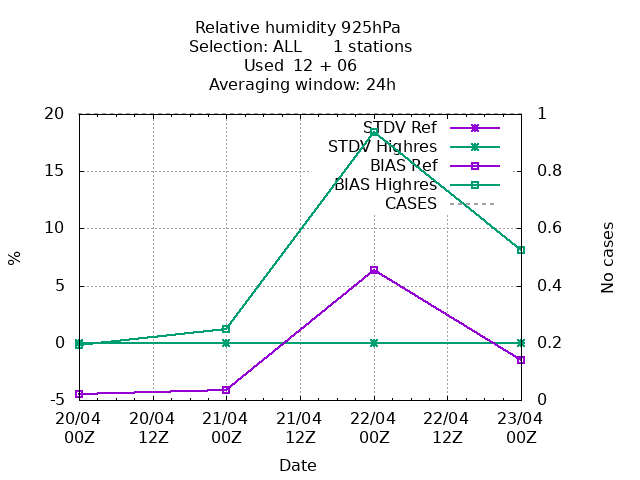 Relative humidity 925hPa
Selection: ALL      1 stations
Used  12 + 06
Averaging window: 24h
20
15
10
5
0
-5
%
1
0.8
0.6
0.4
0.2
0
No cases
STDV Ref
STDV Highres
BIAS Ref
BIAS Highres
CASES
20/04 20/04 21/04 21/04 22/04 22/04 23/04
00Z 12Z 00Z 12Z 00Z 12Z 00Z
Date